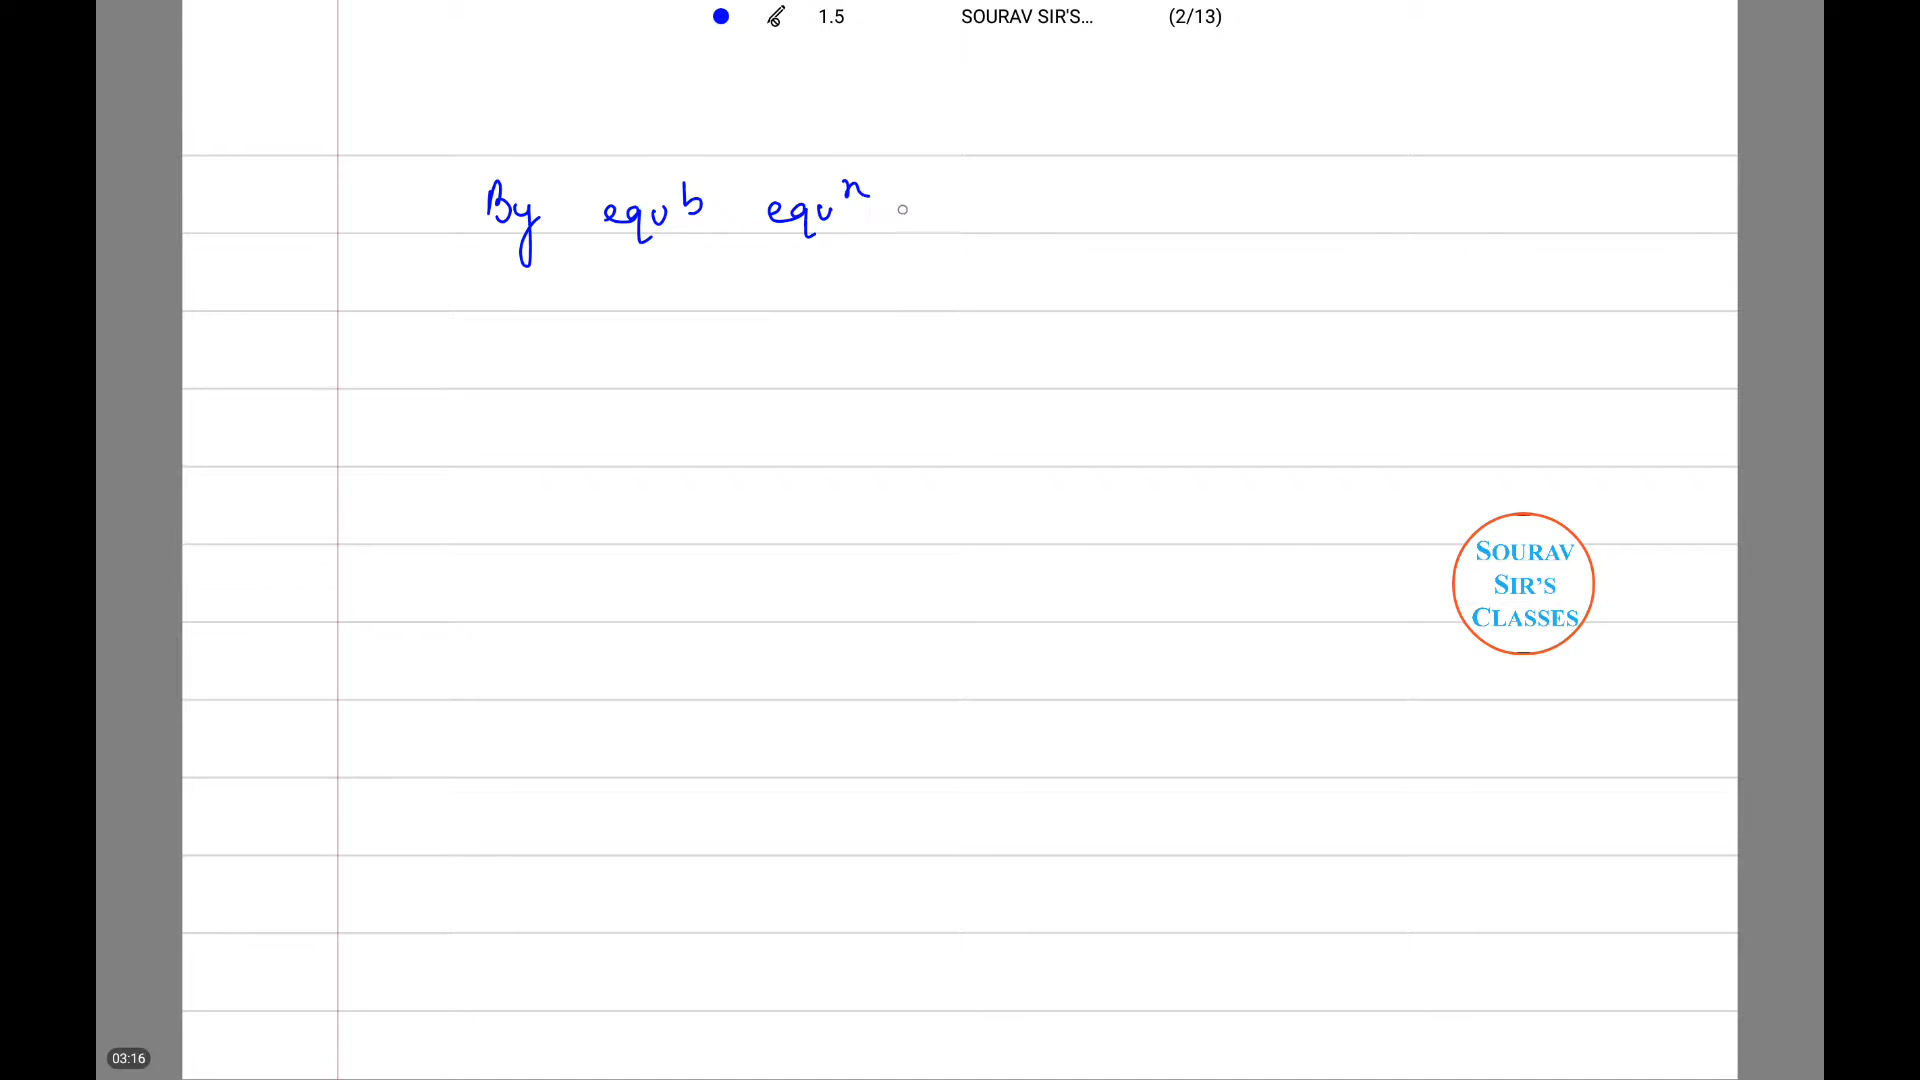 1.5 SOURAV SIR'S... (2/13)
By equb equn
SOURAV
SIR'S
CLASSES
03:16